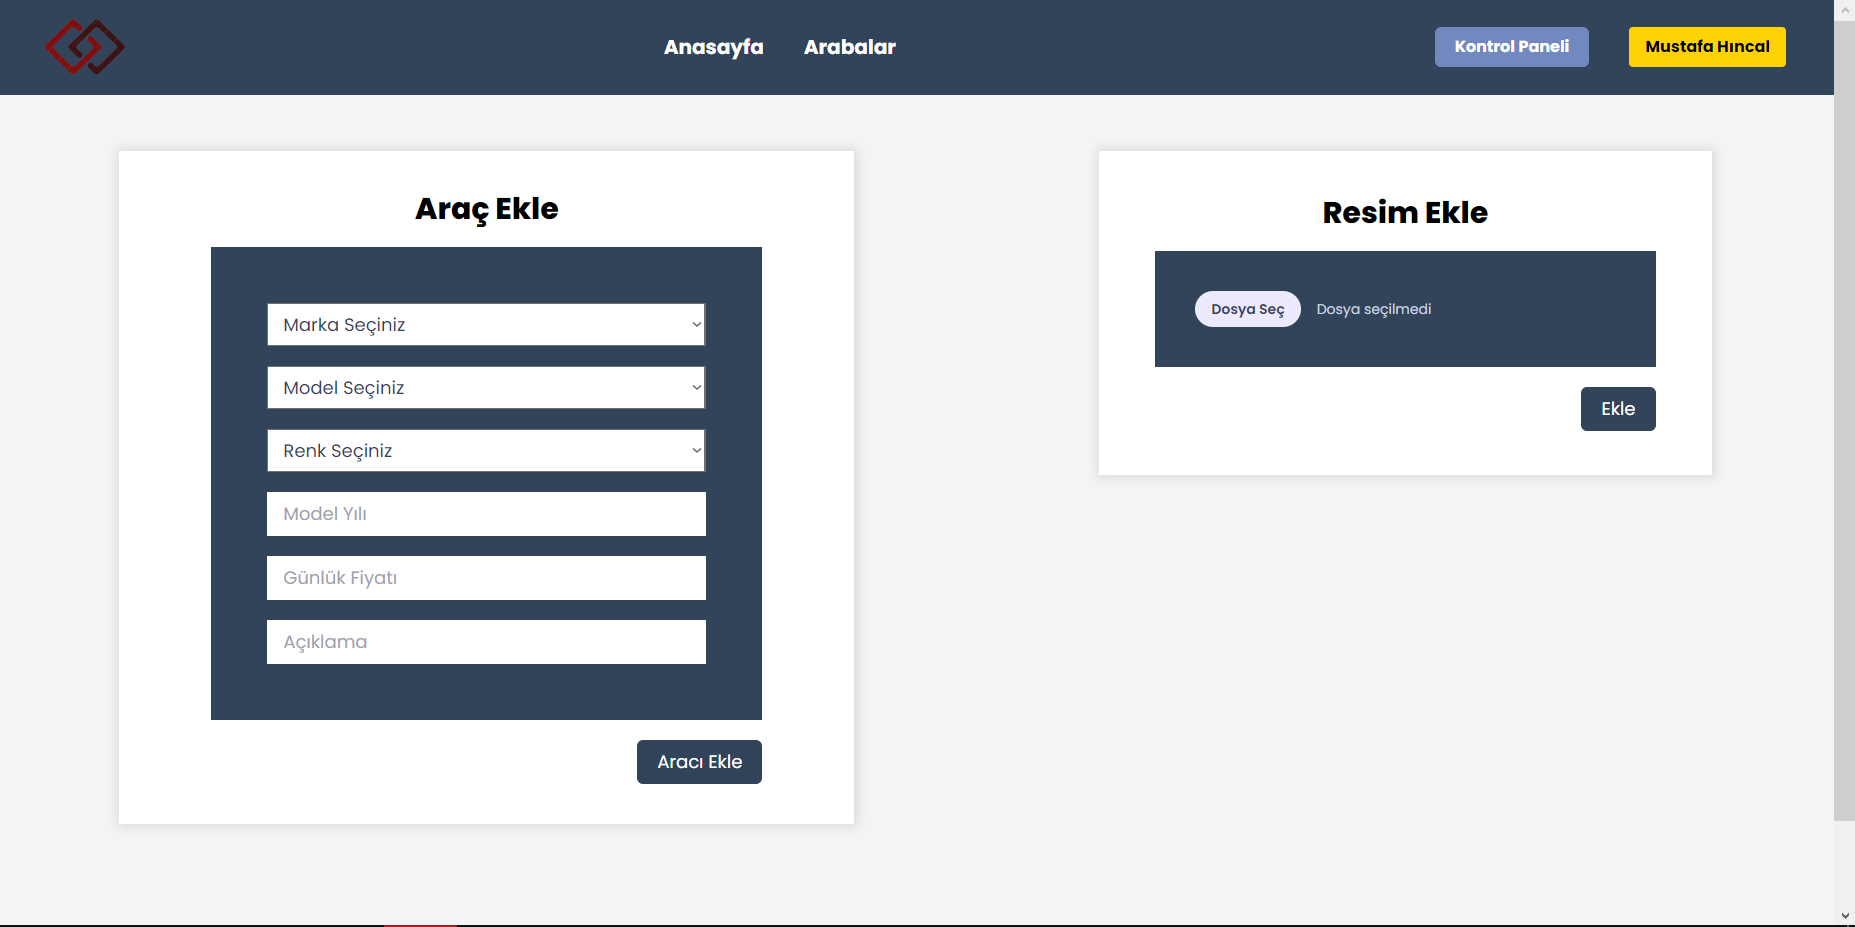 Anasayfa Arabalar Kontrol Paneli Mustafa Hıncal
Araç Ekle
Marka Seçiniz
Model Seçiniz
Renk Seçiniz
Model Yılı
Günlük Fiyatı
Açıklama
Aracı Ekle
Resim Ekle
Dosya Seç Dosya seçilmedi
Ekle